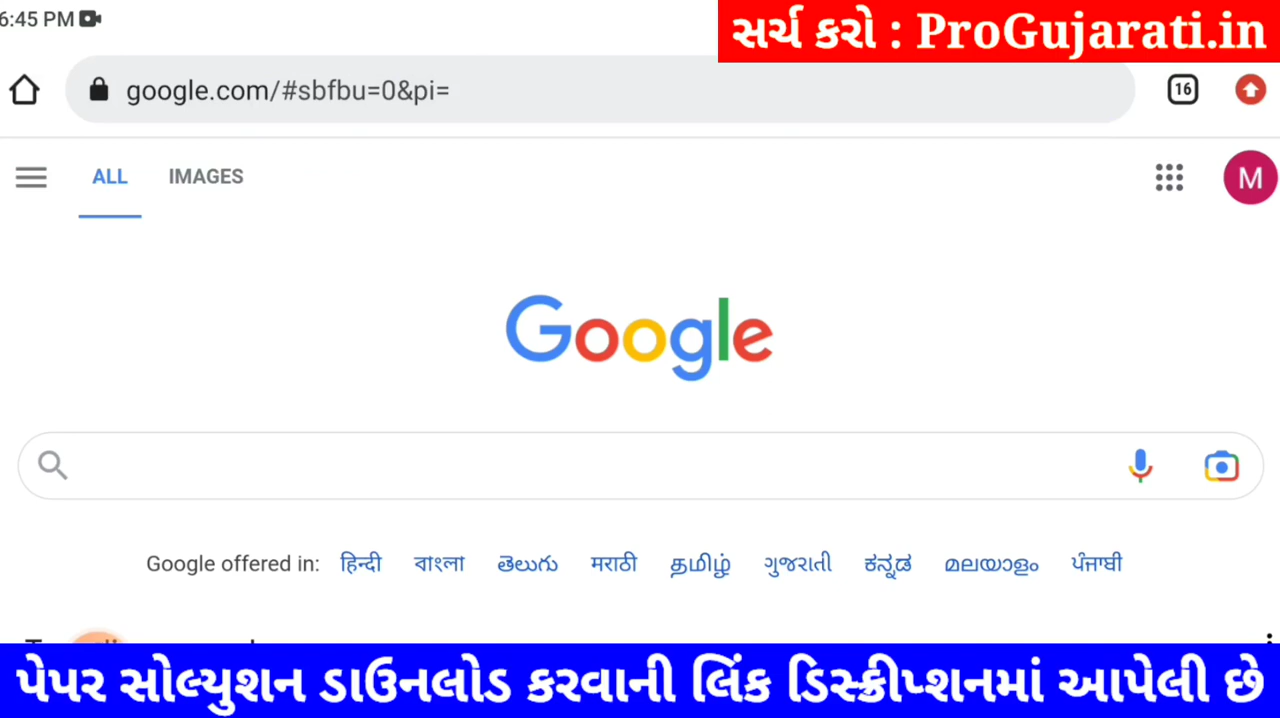 6:45 PM
સર્ચ કરો : ProGujarati.in
google.com/#sbfbu=0&pi=
16
ALL IMAGES
M
Google
Google offered in: हिन्दी বাংলা తెలుగు मराठी தமிழ் ગુજરાતી ಕನ್ನಡ മലയാളം ਪੰਜਾਬੀ
પેપર સોલ્યુશન ડાઉનલોડ કરવાની લિંક ડિસ્ક્રીપ્શનમાં આપેલી છે